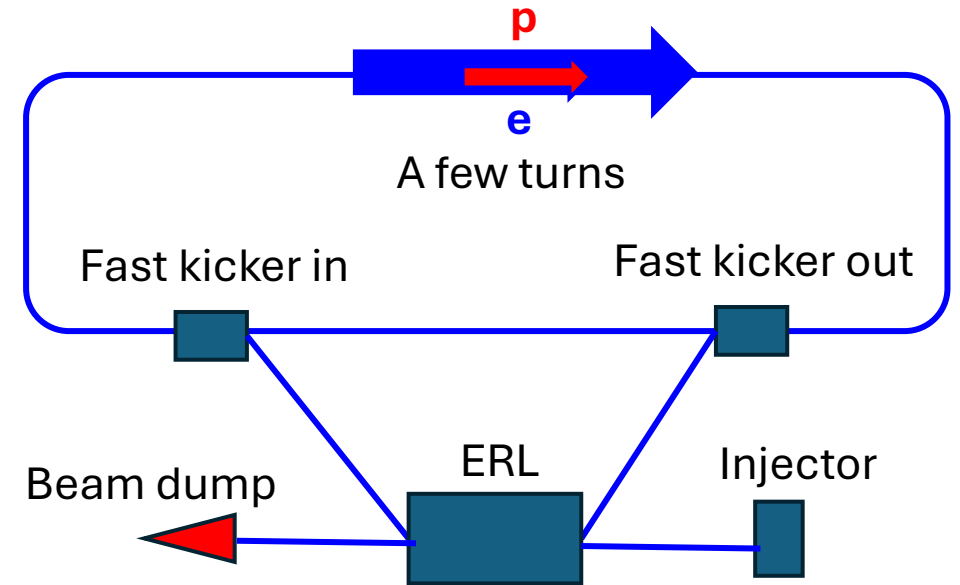 p
e
A few turns
Fast kicker in
Fast kicker out
ERL
Injector
Beam dump